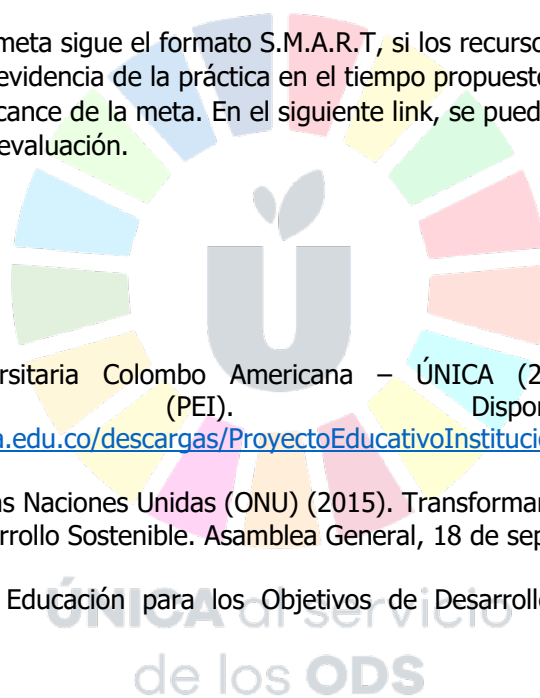 meta sigue el formato S.M.A.R.T, si los recurso
evidencia de la práctica en el tiempo propuesto
cance de la meta. En el siguiente link, se pued
evaluación.
rsitaria Colombo Americana – ÚNICA (2
(PEI). Dispor
a.edu.co/descargas/ProyectoEducativoInstitucio
as Naciones Unidas (ONU) (2015). Transformar
rrollo Sostenible. Asamblea General, 18 de sep
Educación para los Objetivos de Desarrollo
ÚNICA al servicio
de los ODS